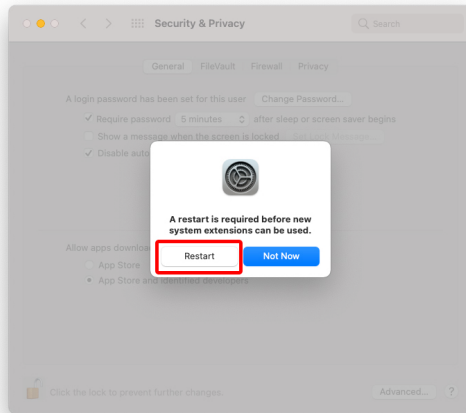 Security & Privacy
Search
General FileVault Firewall Privacy
A login password has been set for this user Change Password...
Require password 5 minutes after sleep or screen saver begins
Show a message when the screen is locked
Disable auto
A restart is required before new
system extensions can be used.
Restart Not Now
Allow apps downloa
App Store
App Store and identified developers
Click the lock to prevent further changes.
Advanced... ?